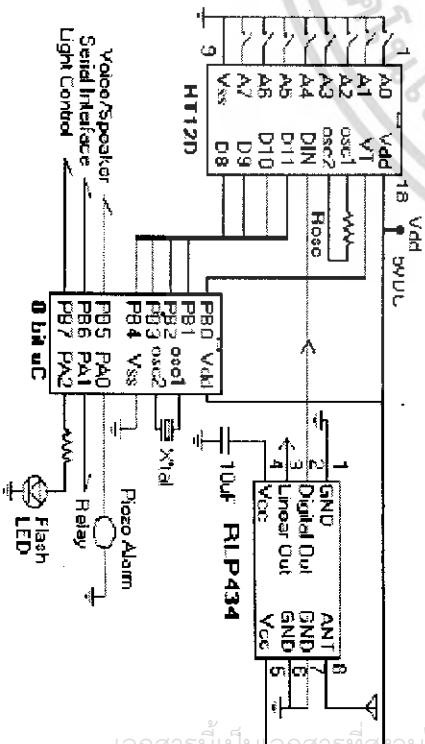 Vdd
5VDC
18
1
9
A0 Vdd
A1 VT
A2 osc1
A3 osc2
A4 DIN
A5 D11
A6 D10
A7 D9
Vss D8
HT12D
Rosc
PB0 Vdd
PB1
PB2 osc1
PB3 osc2
PB4 Vss
PB5 PA0
PB6 PA1
PB7 PA2
8 bit uC
X'tal
Voice/Speaker
Serial Interface
Light Control
Piezo Alarm
Relay
Flash
LED
1 GND
2 Digital Out
3 Linear Out
4 Vcc
ANT 8
GND 7
GND 6
Vcc 5
RLP434
10uF